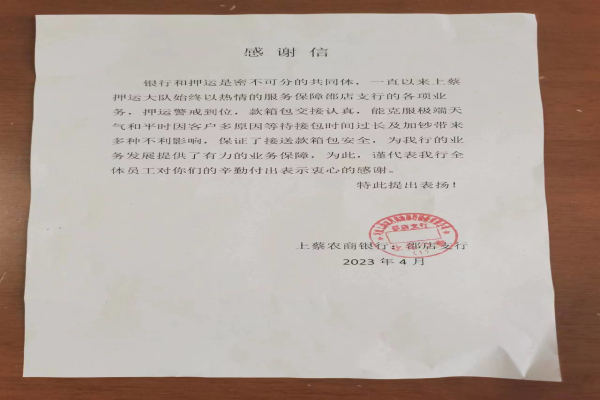 感谢信
银行和押运是密不可分的共同体，一直以来上蔡
押运大队始终以热情的服务保障邵店支行的各项业
务，押运警戒到位，款箱包交接认真，能克服极端天
气和平时因客户多原因等待接包时间过长及加钞带来
多种不利影响，保证了接送款箱包安全，为我行的业
务发展提供了有力的业务保障，为此，谨代表我行全
体员工对你们的辛勤付出表示衷心的感谢。
特此提出表扬！
邵店支行
上蔡农商银行：邵店支行
2023 年 4 月